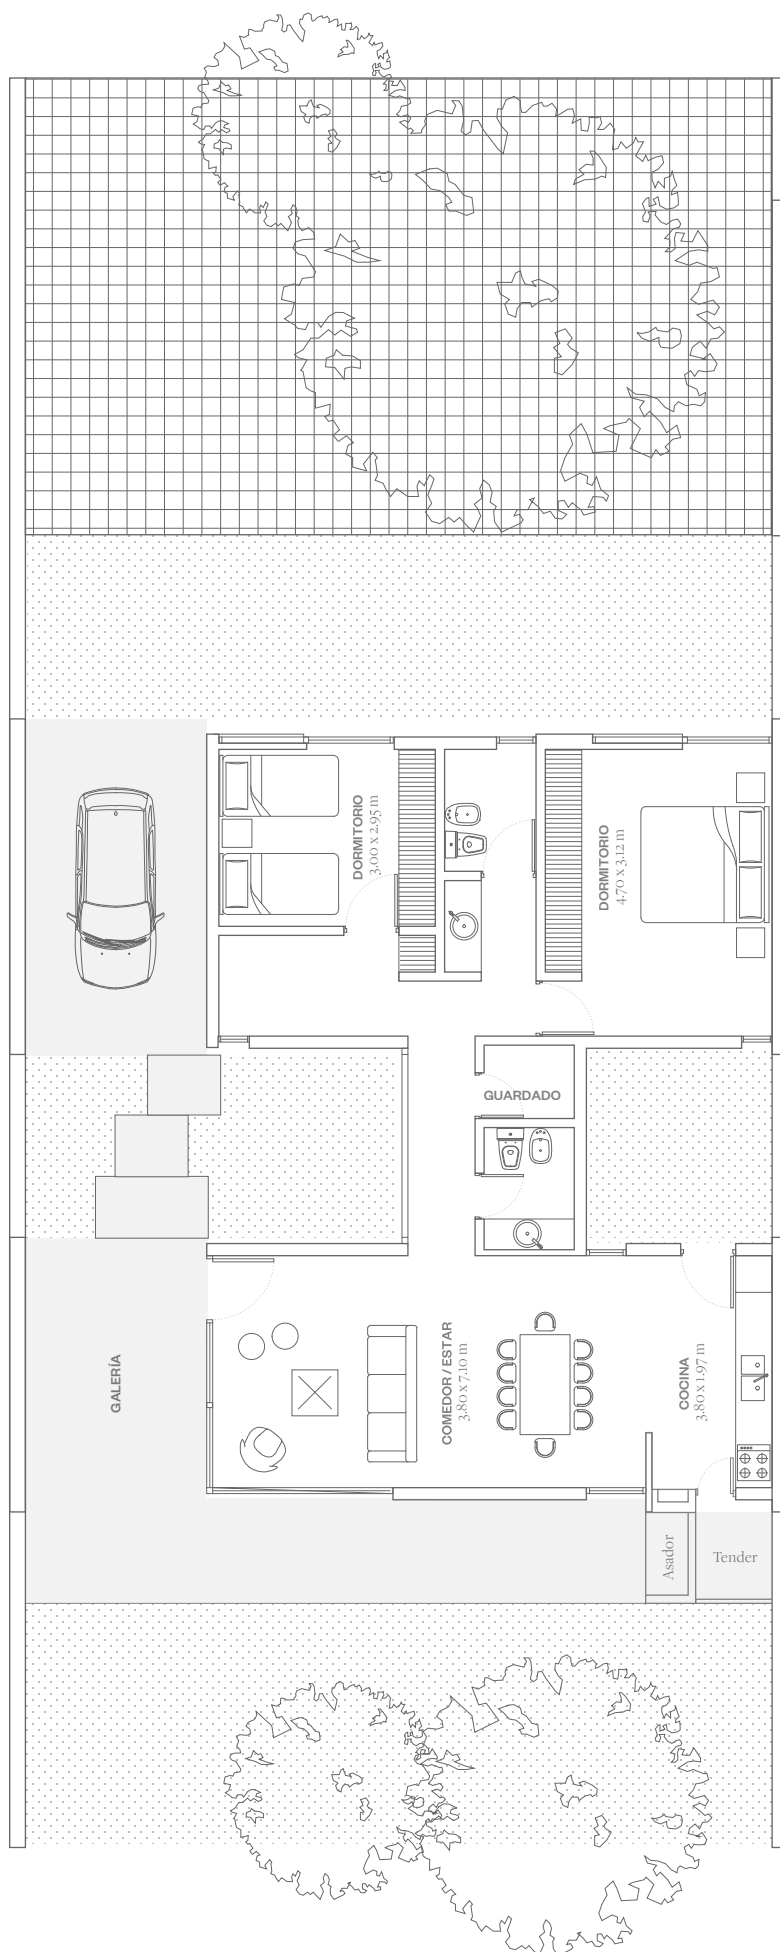 DORMITORIO
3.00 x 2.95 m
DORMITORIO
4.70 x 3.12 m
GUARDADO
GALERÍA
COMEDOR / ESTAR
3.80 x 7.10 m
COCINA
3.80 x 1.97 m
Asador
Tender